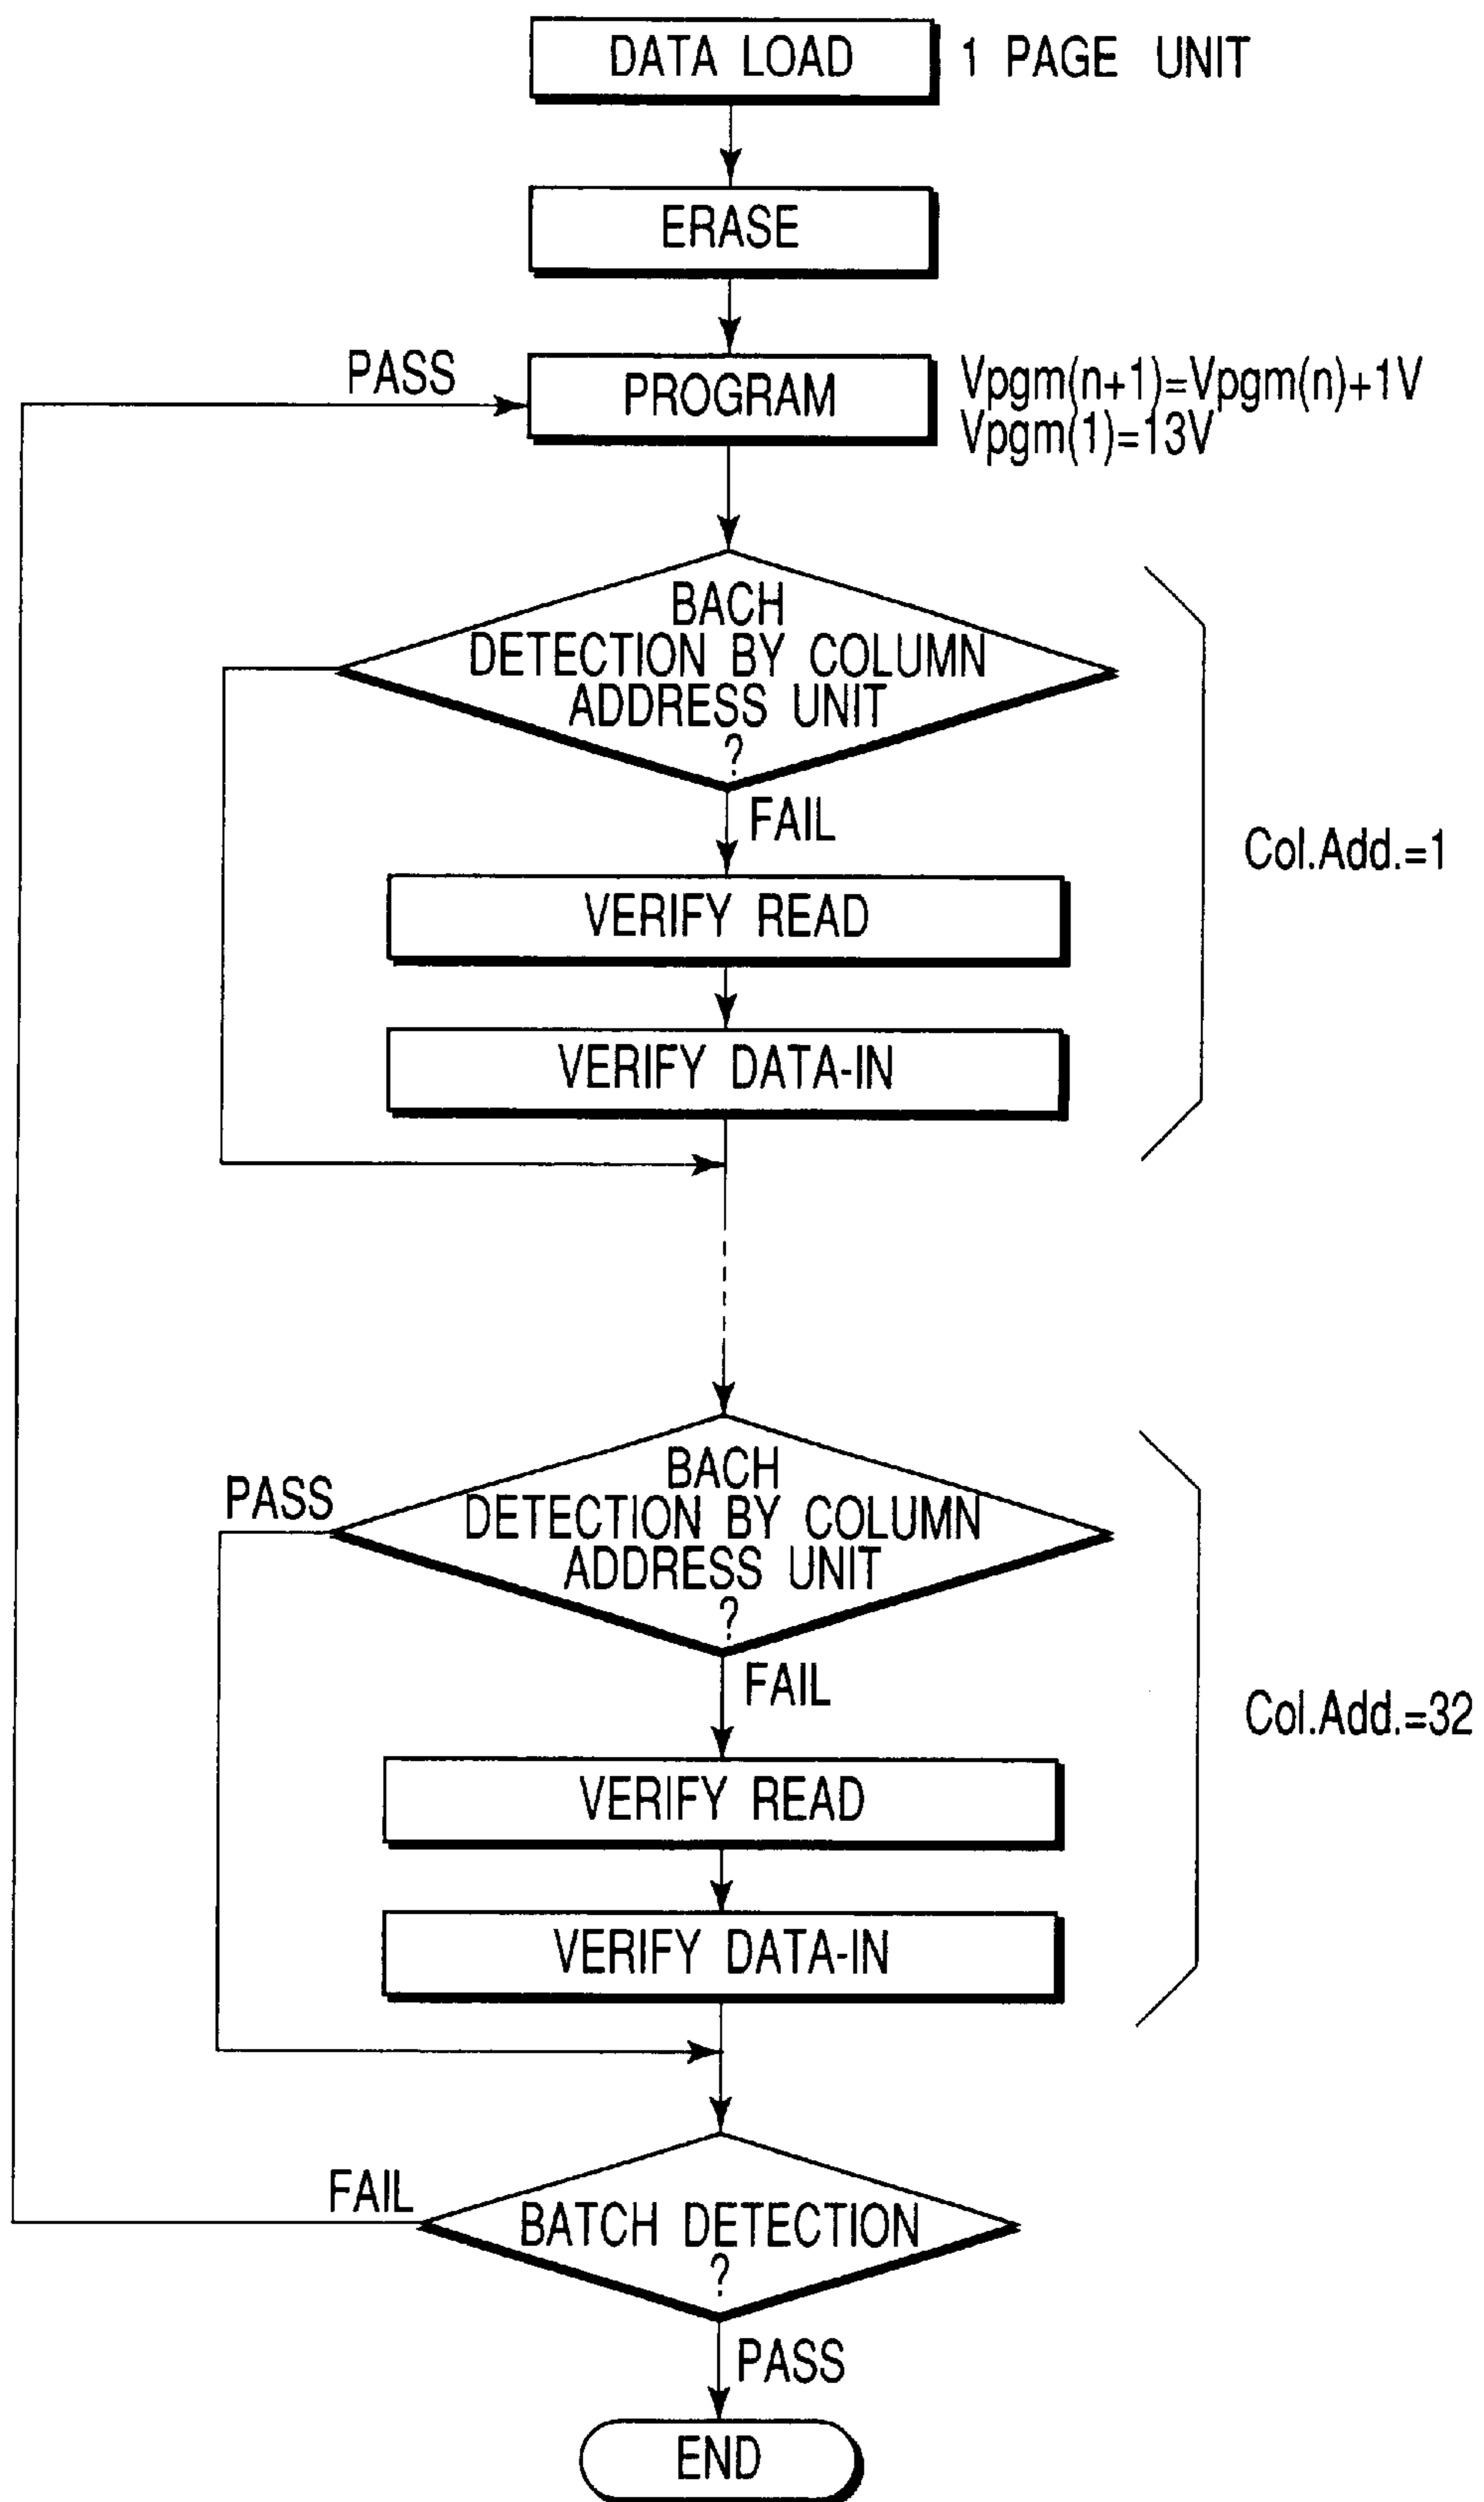 DATA LOAD
1 PAGE UNIT
ERASE
PASS
PROGRAM
Vpgm(n+1)=Vpgm(n)+1V
Vpgm(1)=13V
BACH
DETECTION BY COLUMN
ADDRESS UNIT
?
FAIL
Col.Add.=1
VERIFY READ
VERIFY DATA-IN
BACH
PASS
DETECTION BY COLUMN
ADDRESS UNIT
?
FAIL
Col.Add.=32
VERIFY READ
VERIFY DATA-IN
FAIL
BATCH DETECTION
?
PASS
END